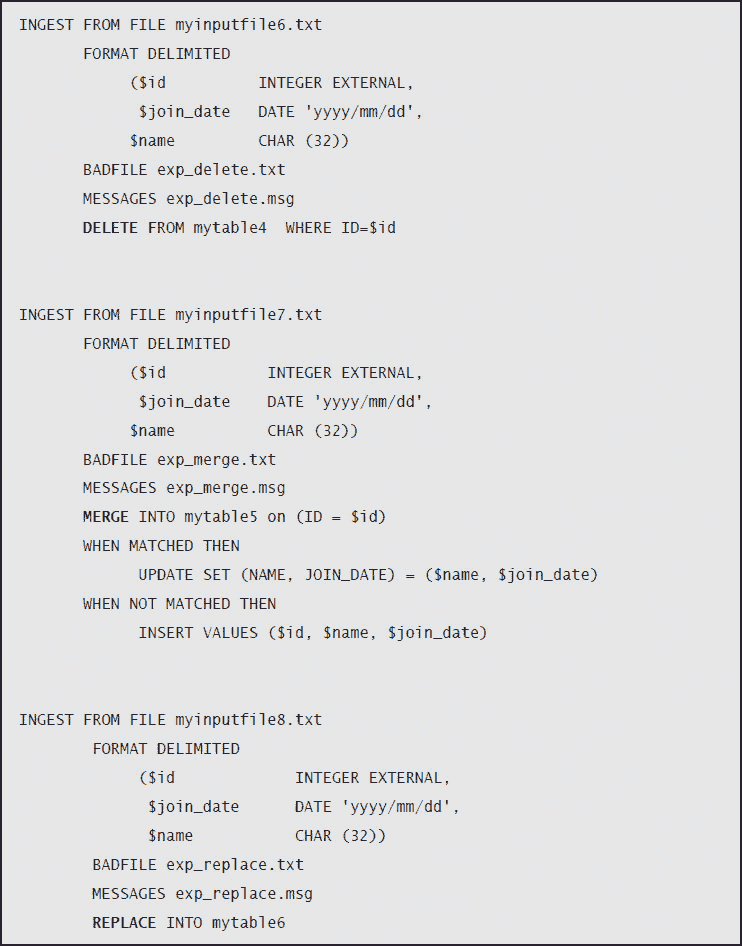 INGEST FROM FILE myinputfile6.txt
FORMAT DELIMITED
($id INTEGER EXTERNAL,
$join_date DATE 'yyyy/mm/dd',
$name CHAR (32))
BADFILE exp_delete.txt
MESSAGES exp_delete.msg
DELETE FROM mytable4 WHERE ID=$id
INGEST FROM FILE myinputfile7.txt
FORMAT DELIMITED
($id INTEGER EXTERNAL,
$join_date DATE 'yyyy/mm/dd',
$name CHAR (32))
BADFILE exp_merge.txt
MESSAGES exp_merge.msg
MERGE INTO mytable5 on (ID = $id)
WHEN MATCHED THEN
UPDATE SET (NAME, JOIN_DATE) = ($name, $join_date)
WHEN NOT MATCHED THEN
INSERT VALUES ($id, $name, $join_date)
INGEST FROM FILE myinputfile8.txt
FORMAT DELIMITED
($id INTEGER EXTERNAL,
$join_date DATE 'yyyy/mm/dd',
$name CHAR (32))
BADFILE exp_replace.txt
MESSAGES exp_replace.msg
REPLACE INTO mytable6